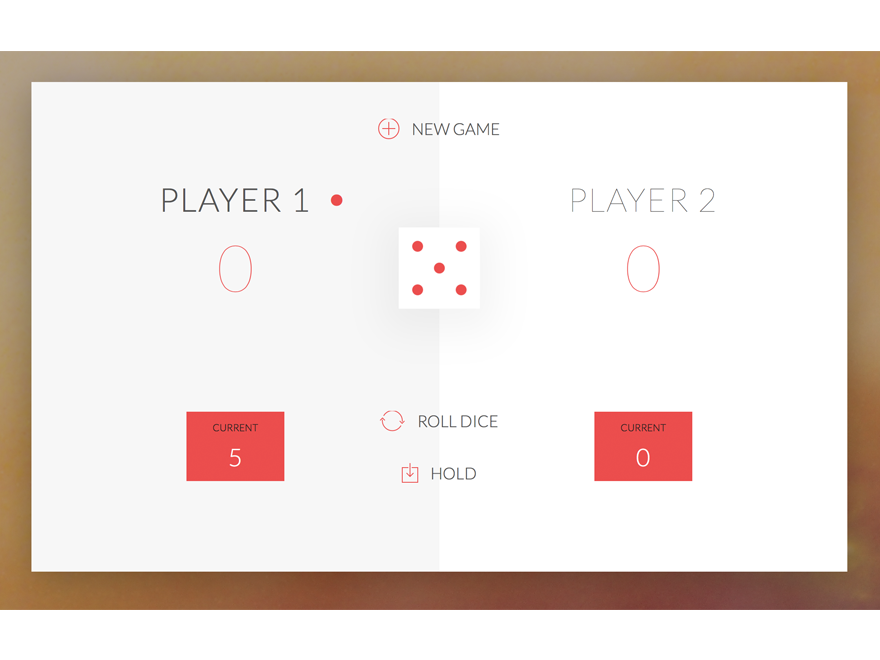 NEW GAME
PLAYER 1
0
PLAYER 2
0
CURRENT
5
ROLL DICE
HOLD
CURRENT
0